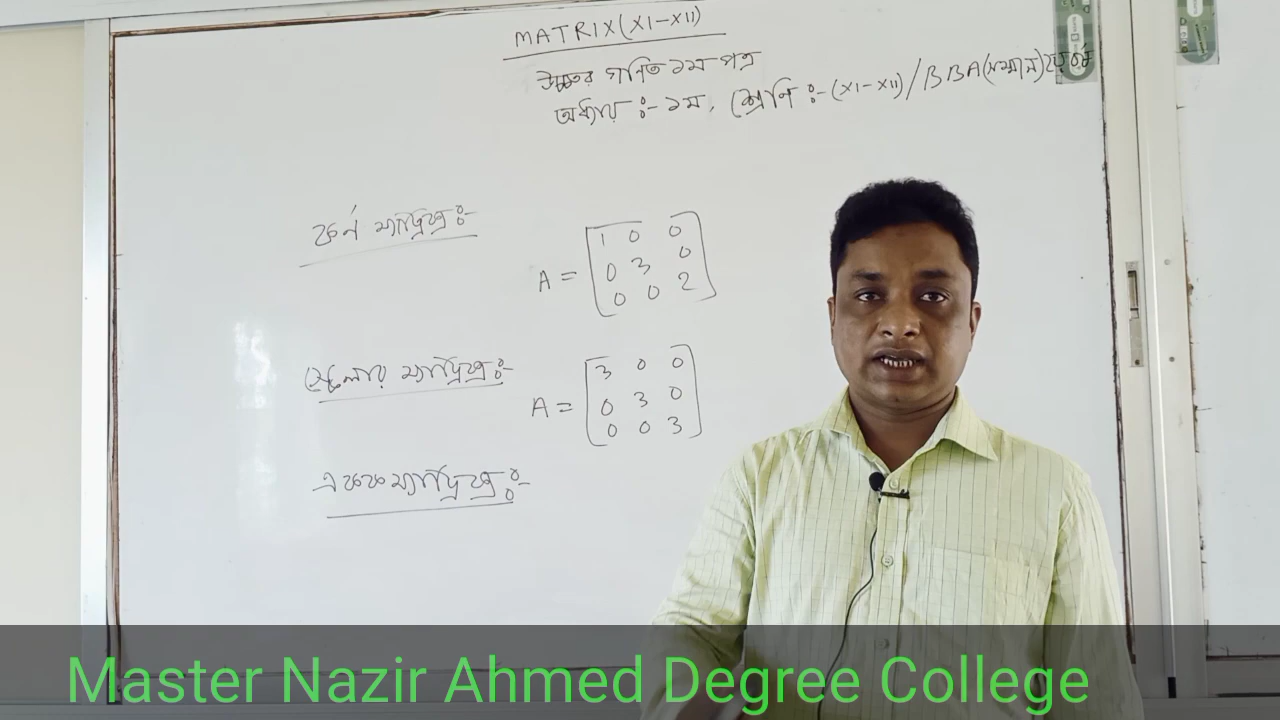 MATRIX(XI-XII)
উচ্চতর গণিত ১ম পত্র
অধ্যায় :- ১ম, শ্রেণি :- (XI-XII)/BBA(সম্মান)
কর্ন ম্যাট্রিক্স :-
A = [1 0 0
0 3 0
0 0 2]
স্কেলার ম্যাট্রিক্স :-
A = [3 0 0
0 3 0
0 0 3]
একক ম্যাট্রিক্স :-
Master Nazir Ahmed Degree College